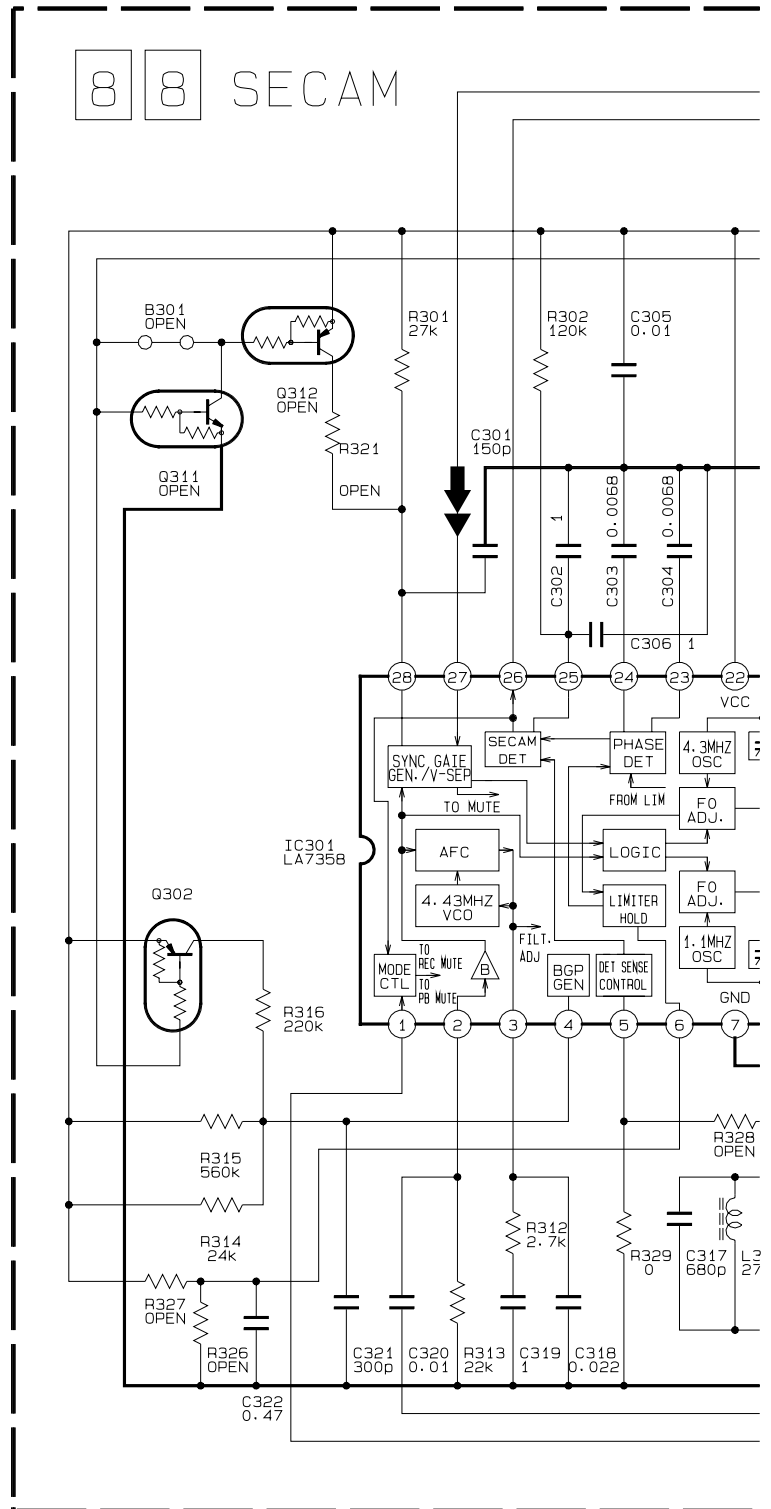 8 8 SECAM
B301
OPEN
R301
27k
R302
120k
C305
0.01
Q312
OPEN
R321
OPEN
Q311
OPEN
C301
150p
C302
1
C303
0.0068
C304
0.0068
C306 1
28 27 26 25 24 23 22
VCC
SECAM
DET
PHASE
DET
4.3MHZ
OSC
SYNC GAIE
GEN./V-SEP
TO MUTE
FROM LIM
FO
ADJ.
IC301
LA7358
AFC
LOGIC
4.43MHZ
VCO
LIMITER
HOLD
FO
ADJ.
Q302
FILT.
ADJ
1.1MHZ
OSC
MODE
CTL
TO
REC MUTE
TO
PB MUTE
B
BGP
GEN
DET SENSE
CONTROL
GND
1 2 3 4 5 6 7
R316
220k
R328
OPEN
R315
560k
R314
24k
R312
2.7k
R329
0
C317
680p
L3
27
R327
OPEN
R326
OPEN
C321
300p
C320
0.01
R313
22k
C319
1
C318
0.022
C322
0.47